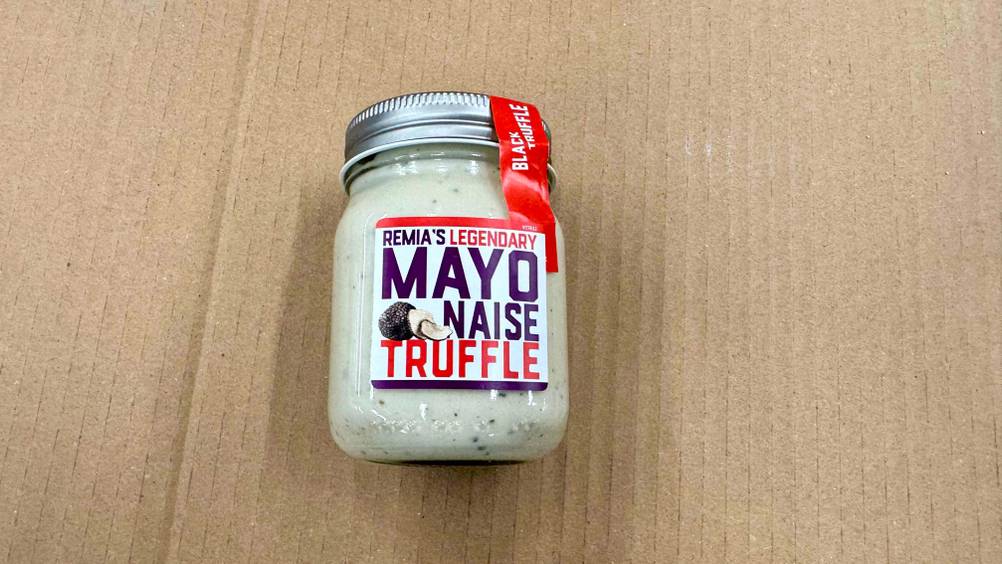 BLACK
TRUFFLE
REMIA'S LEGENDARY
MAYO
NAISE
TRUFFLE